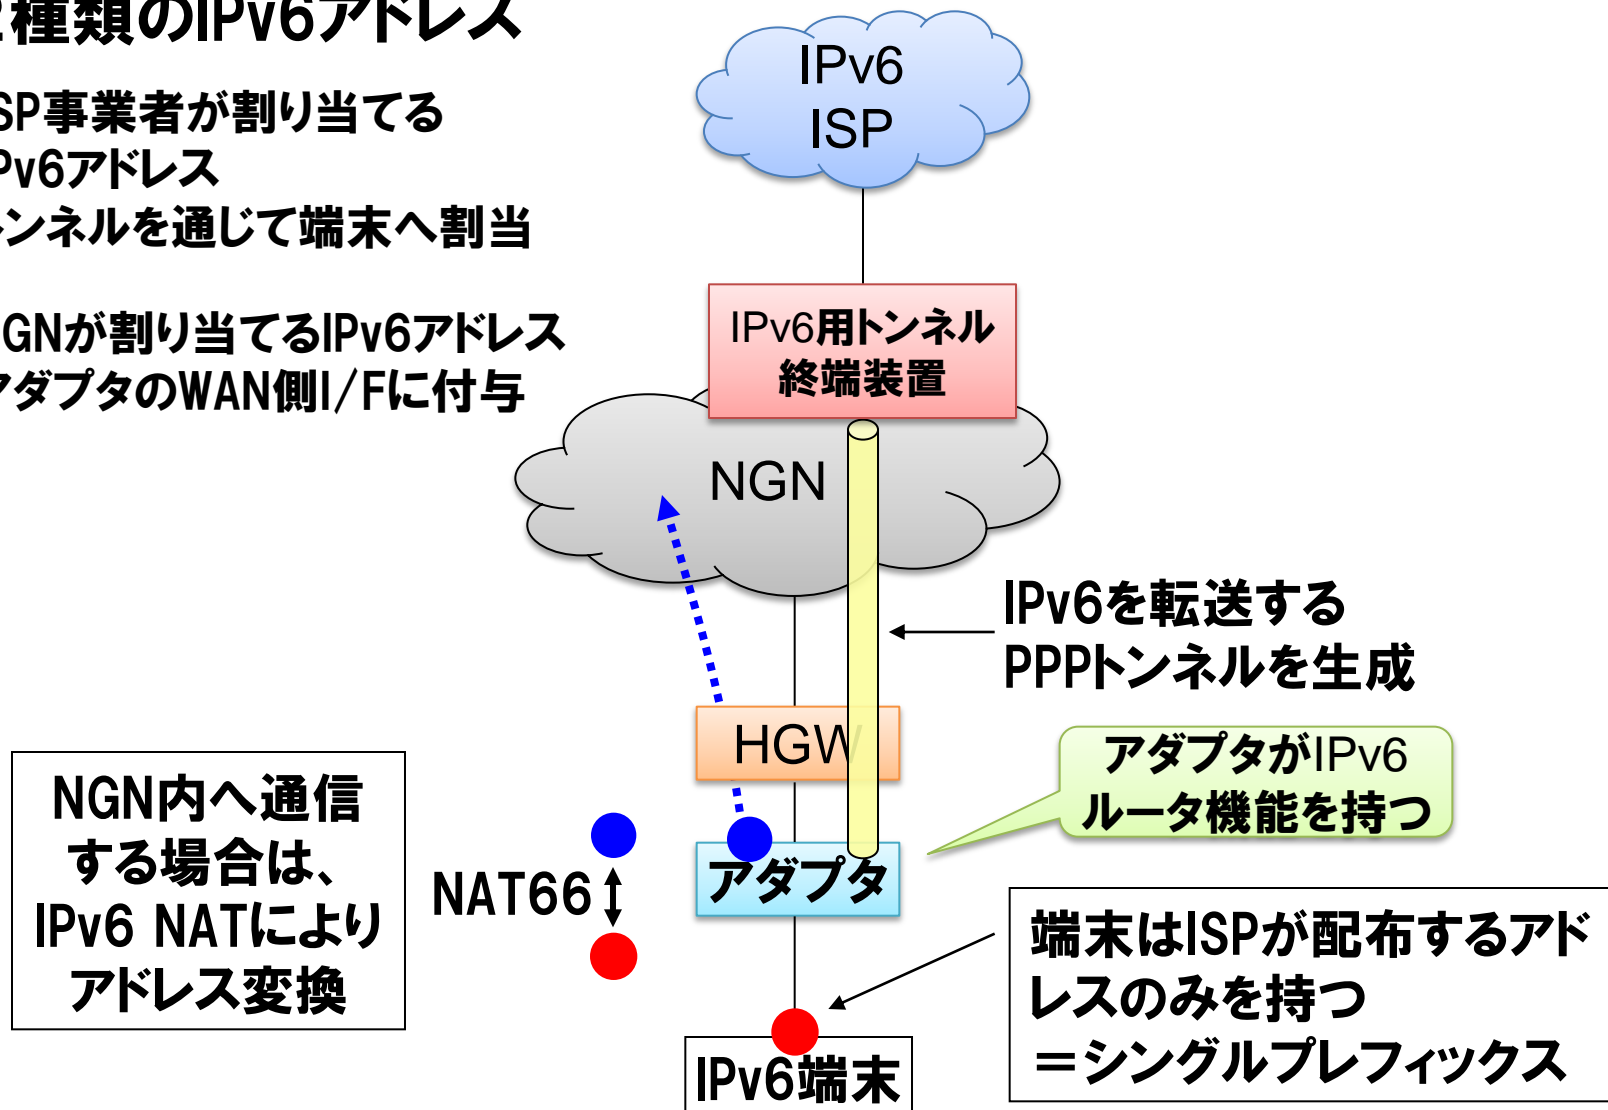 2種類のIPv6アドレス
SP事業者が割り当てる
Pv6アドレス
トンネルを通じて端末へ割当
GNが割り当てるIPv6アドレス
アダプタのWAN側I/Fに付与
IPv6
ISP
IPv6用トンネル
終端装置
NGN
IPv6を転送する
PPPトンネルを生成
HGW
アダプタがIPv6
ルータ機能を持つ
NGN内へ通信
する場合は、
IPv6 NATにより
アドレス変換
NAT66
アダプタ
端末はISPが配布するアド
レスのみを持つ
＝シングルプレフィックス
IPv6端末